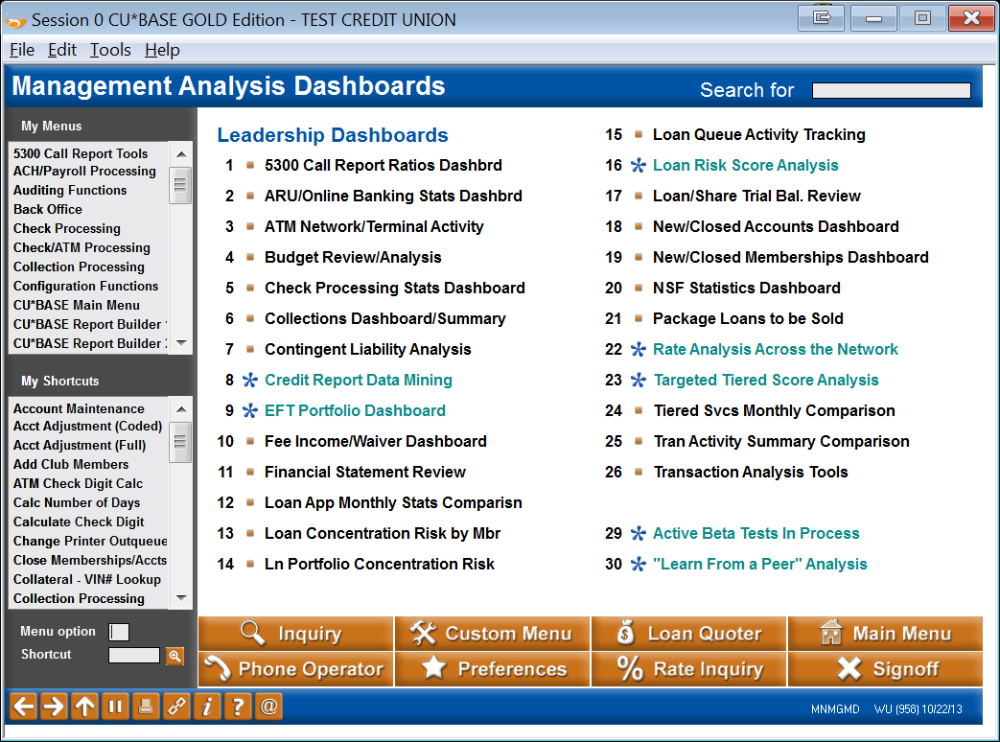 Session 0 CU*BASE GOLD Edition - TEST CREDIT UNION
File Edit Tools Help
Management Analysis Dashboards
Search for
My Menus
5300 Call Report Tools
ACH/Payroll Processing
Auditing Functions
Back Office
Check Processing
Check/ATM Processing
Collection Processing
Configuration Functions
CU*BASE Main Menu
CU*BASE Report Builder
CU*BASE Report Builder
My Shortcuts
Account Maintenance
Acct Adjustment (Coded)
Acct Adjustment (Full)
Add Club Members
ATM Check Digit Calc
Calc Number of Days
Calculate Check Digit
Change Printer Outqueue
Close Memberships/Accts
Collateral - VIN# Lookup
Collection Processing
Menu option
Shortcut
Leadership Dashboards
1 5300 Call Report Ratios Dashbrd
2 ARU/Online Banking Stats Dashbrd
3 ATM Network/Terminal Activity
4 Budget Review/Analysis
5 Check Processing Stats Dashboard
6 Collections Dashboard/Summary
7 Contingent Liability Analysis
8 Credit Report Data Mining
9 EFT Portfolio Dashboard
10 Fee Income/Waiver Dashboard
11 Financial Statement Review
12 Loan App Monthly Stats Comparisn
13 Loan Concentration Risk by Mbr
14 Ln Portfolio Concentration Risk
15 Loan Queue Activity Tracking
16 Loan Risk Score Analysis
17 Loan/Share Trial Bal. Review
18 New/Closed Accounts Dashboard
19 New/Closed Memberships Dashboard
20 NSF Statistics Dashboard
21 Package Loans to be Sold
22 Rate Analysis Across the Network
23 Targeted Tiered Score Analysis
24 Tiered Svcs Monthly Comparison
25 Tran Activity Summary Comparison
26 Transaction Analysis Tools
29 Active Beta Tests In Process
30 "Learn From a Peer" Analysis
Inquiry Custom Menu Loan Quoter Main Menu
Phone Operator Preferences % Rate Inquiry Signoff
i ? @
MNMGMD WU (958) 10/22/13